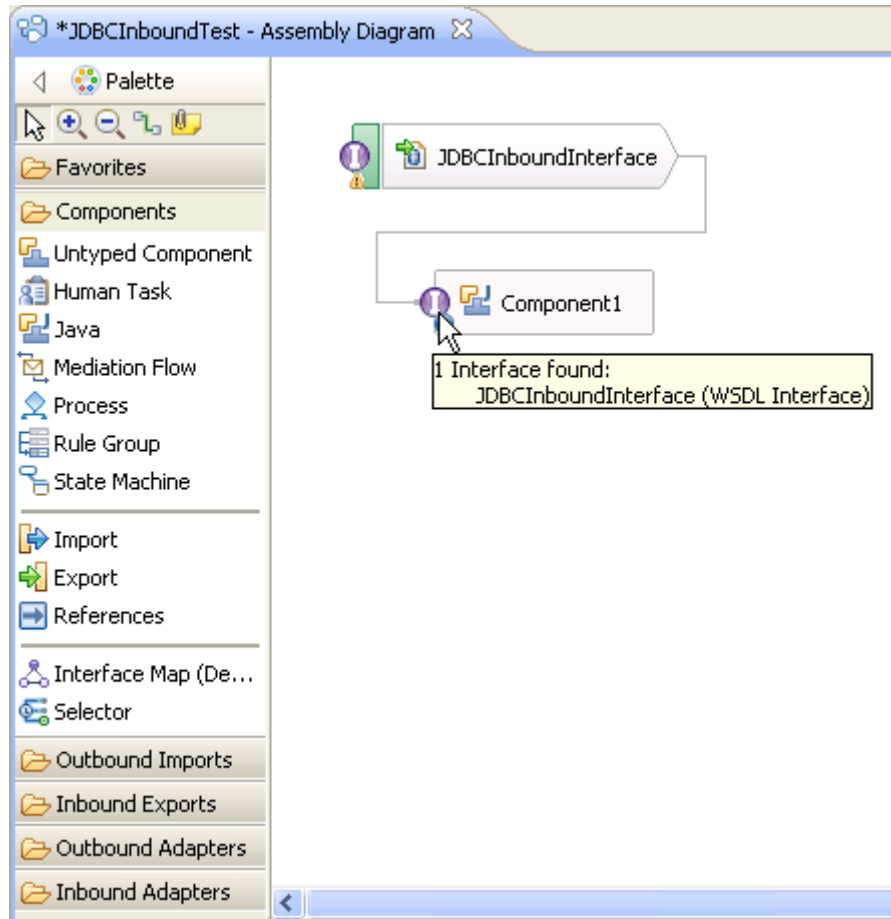 *JDBCInboundTest - Assembly Diagram
Palette
Favorites
Components
Untyped Component
Human Task
Java
Mediation Flow
Process
Rule Group
State Machine
Import
Export
References
Interface Map (De...
Selector
Outbound Imports
Inbound Exports
Outbound Adapters
Inbound Adapters
JDBCInboundInterface
Component1
1 Interface found:
JDBCInboundInterface (WSDL Interface)